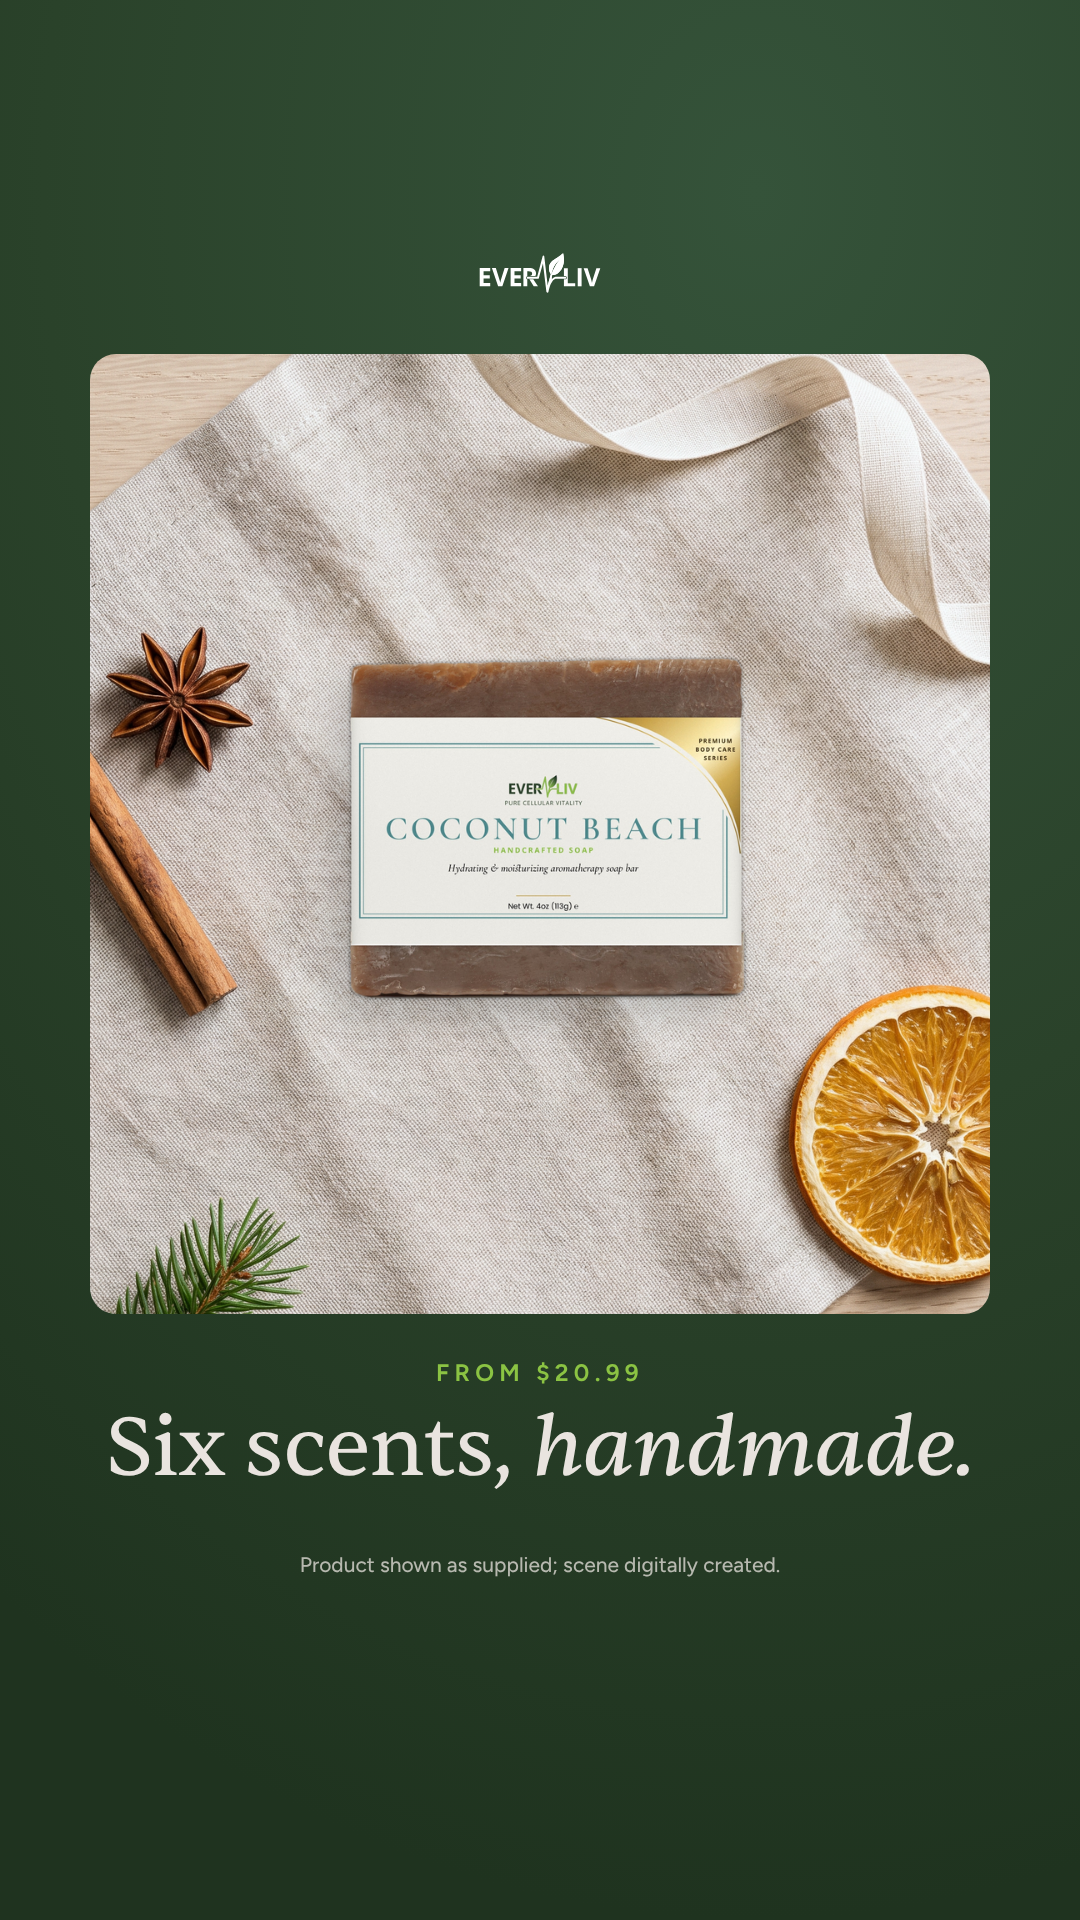 EVERLIV
PREMIUM
BODY CARE
SERIES
EVERLIV
PURE CELLULAR VITALITY
COCONUT BEACH
HANDCRAFTED SOAP
Hydrating & moisturizing aromatherapy soap bar
Net Wt. 4oz (113g) e
FROM $20.99
Six scents, handmade.
Product shown as supplied; scene digitally created.